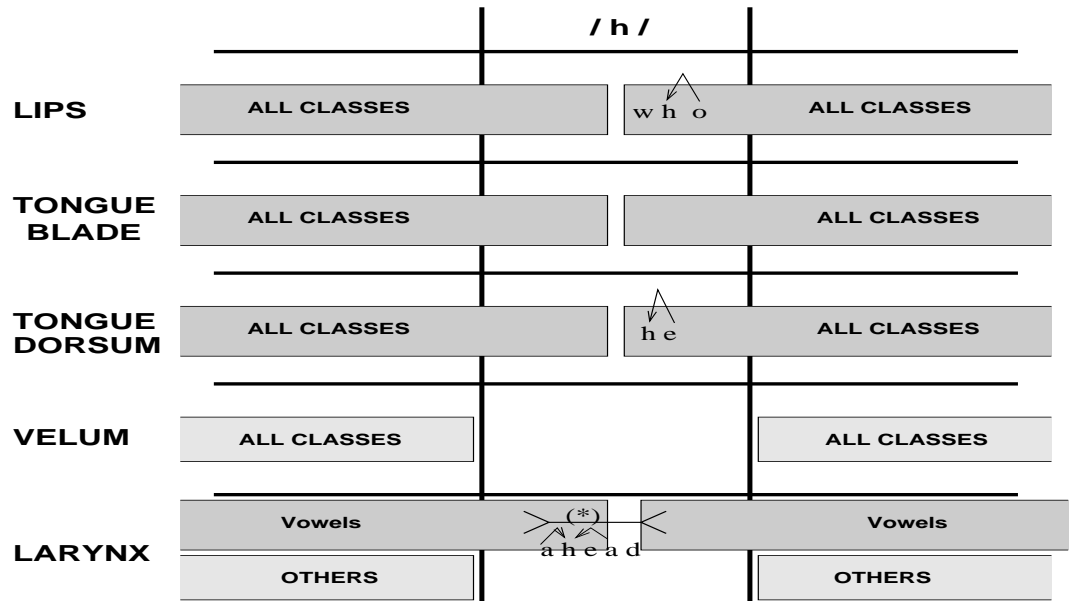 / h /
LIPS
ALL CLASSES
w h o
ALL CLASSES
TONGUE
BLADE
ALL CLASSES
ALL CLASSES
TONGUE
DORSUM
ALL CLASSES
h e
ALL CLASSES
VELUM
ALL CLASSES
ALL CLASSES
LARYNX
Vowels
(*)
a h e a d
Vowels
OTHERS
OTHERS